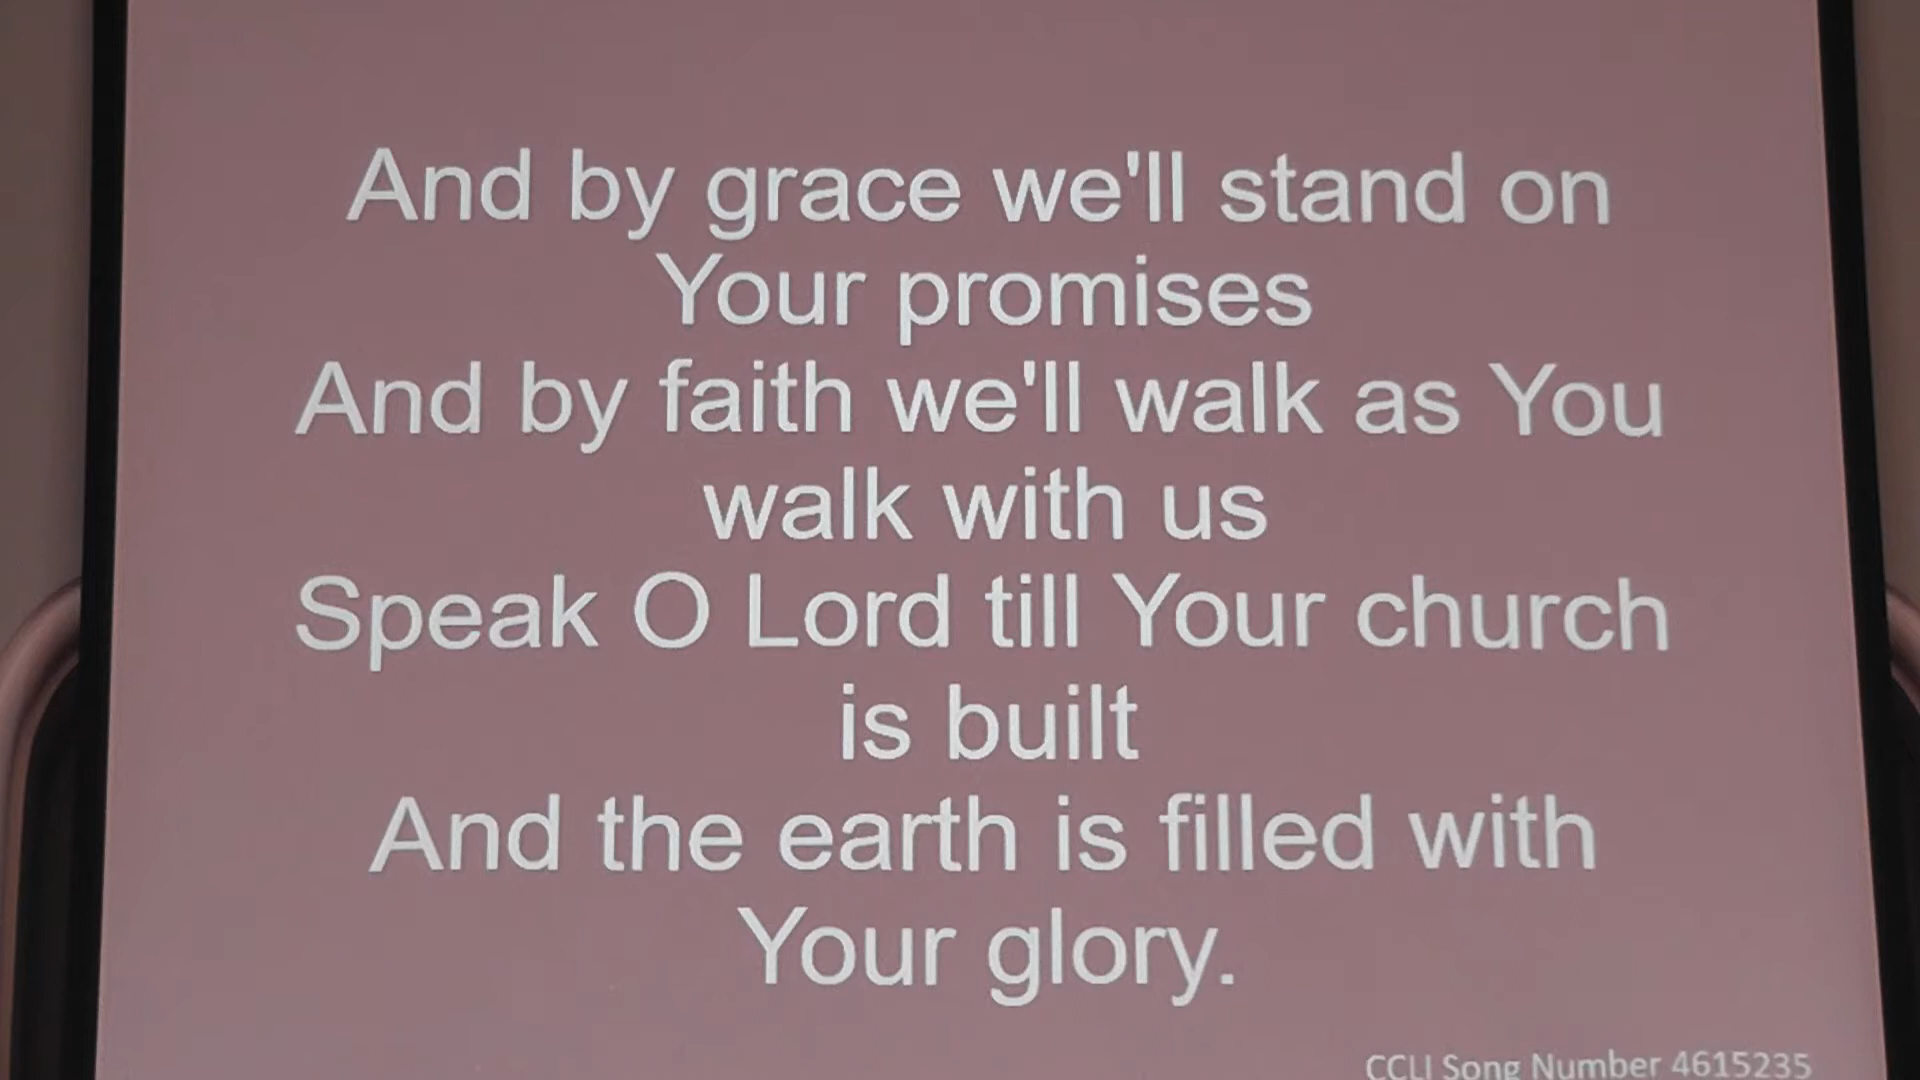 And by grace we'll stand on
Your promises
And by faith we'll walk as You
walk with us
Speak O Lord till Your church
is built
And the earth is filled with
Your glory.
CCLI Song Number 4615235